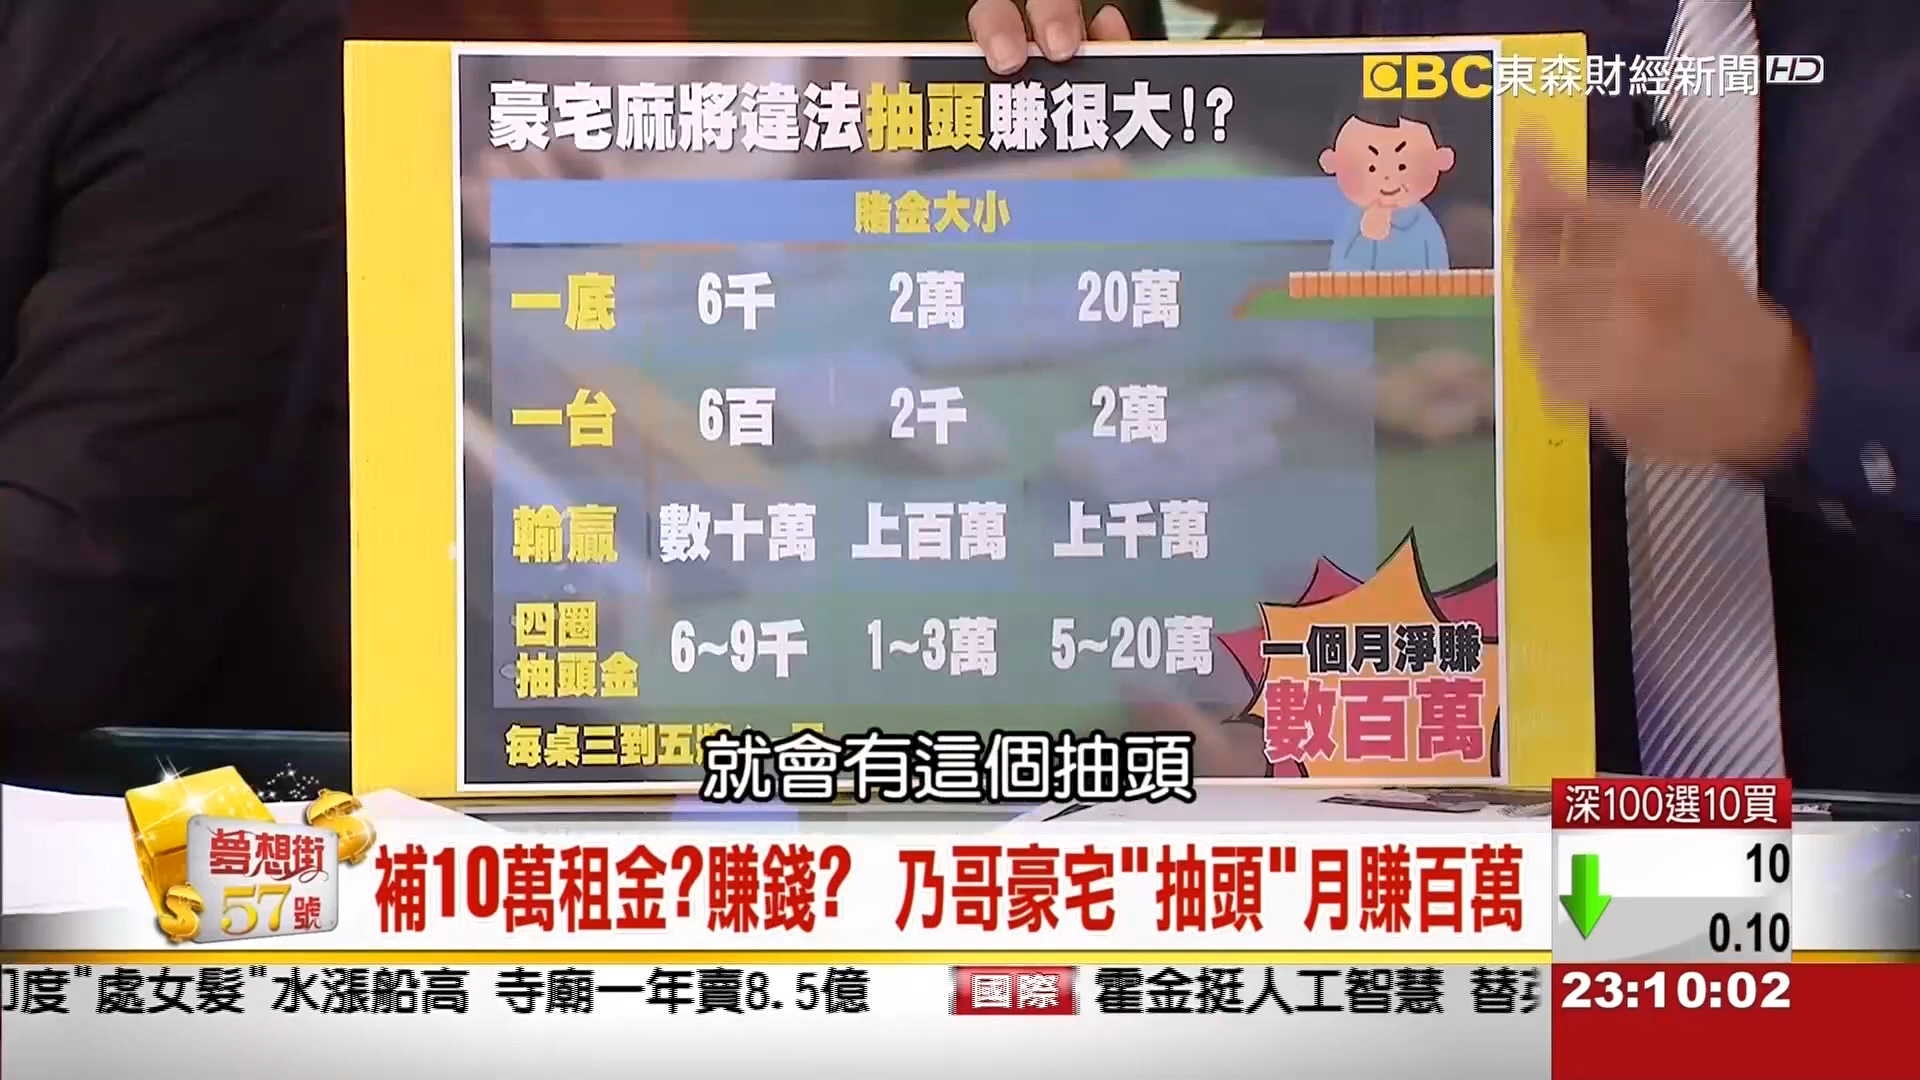 EBC東森財經新聞HD
豪宅麻將違法抽頭賺很大!?
賭金大小
一底 6千 2萬 20萬
一台 6百 2千 2萬
輸贏 數十萬 上百萬 上千萬
四圈抽頭金 6~9千 1~3萬 5~20萬
一個月淨賺
數百萬
每桌三到五
就會有這個抽頭
夢想街
57號
補10萬租金?賺錢? 乃哥豪宅"抽頭"月賺百萬
深100選10買
10
0.10
度"處女髮"水漲船高 寺廟一年賣8.5億 國際 霍金挺人工智慧 替
23:10:02